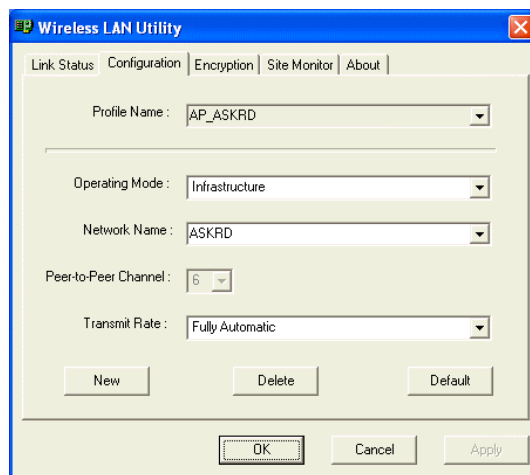 Wireless LAN Utility
Link Status Configuration Encryption Site Monitor About
Profile Name : AP_ASKRD
Operating Mode : Infrastructure
Network Name : ASKRD
Peer-to-Peer Channel : 6
Transmit Rate : Fully Automatic
New Delete Default
OK Cancel Apply